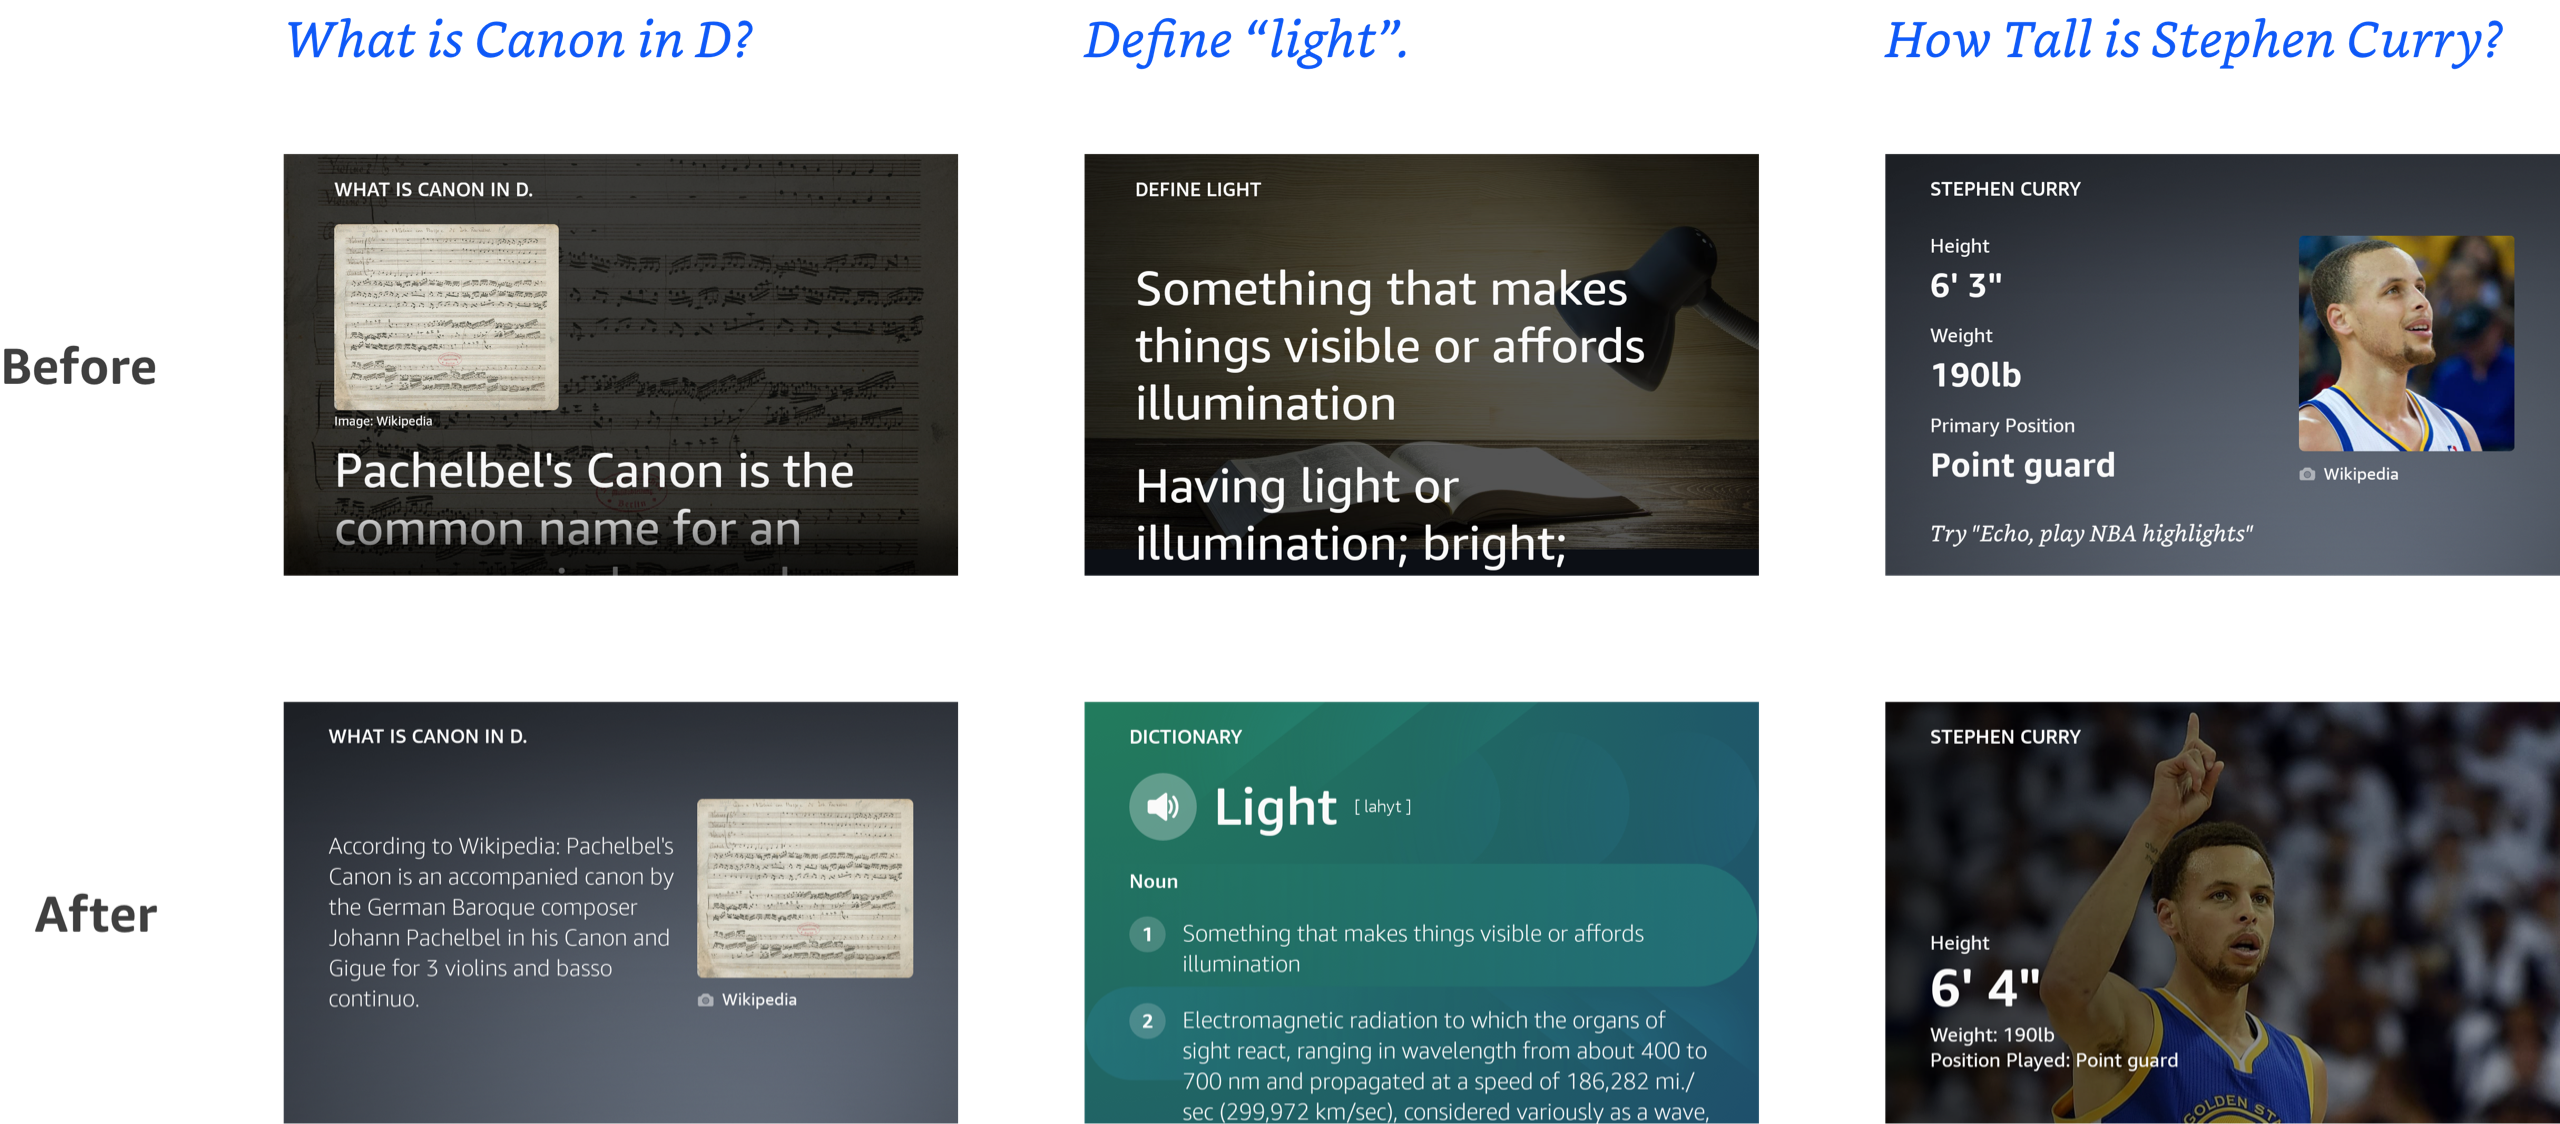 What is Canon in D?
Define “light”.
How Tall is Stephen Curry?
Before
WHAT IS CANON IN D.
Image: Wikipedia
Pachelbel's Canon is the
common name for an
DEFINE LIGHT
Something that makes
things visible or affords
illumination
Having light or
illumination; bright;
STEPHEN CURRY
Height
6' 3"
Weight
190lb
Primary Position
Point guard
Try "Echo, play NBA highlights"
Wikipedia
After
WHAT IS CANON IN D.
According to Wikipedia: Pachelbel's
Canon is an accompanied canon by
the German Baroque composer
Johann Pachelbel in his Canon and
Gigue for 3 violins and basso
continuo.
Wikipedia
DICTIONARY
Light [ lahyt ]
Noun
1 Something that makes things visible or affords
illumination
2 Electromagnetic radiation to which the organs of
sight react, ranging in wavelength from about 400 to
700 nm and propagated at a speed of 186,282 mi./
sec (299,972 km/sec), considered variously as a wave,
STEPHEN CURRY
Height
6' 4"
Weight: 190lb
Position Played: Point guard
GOLDEN ST